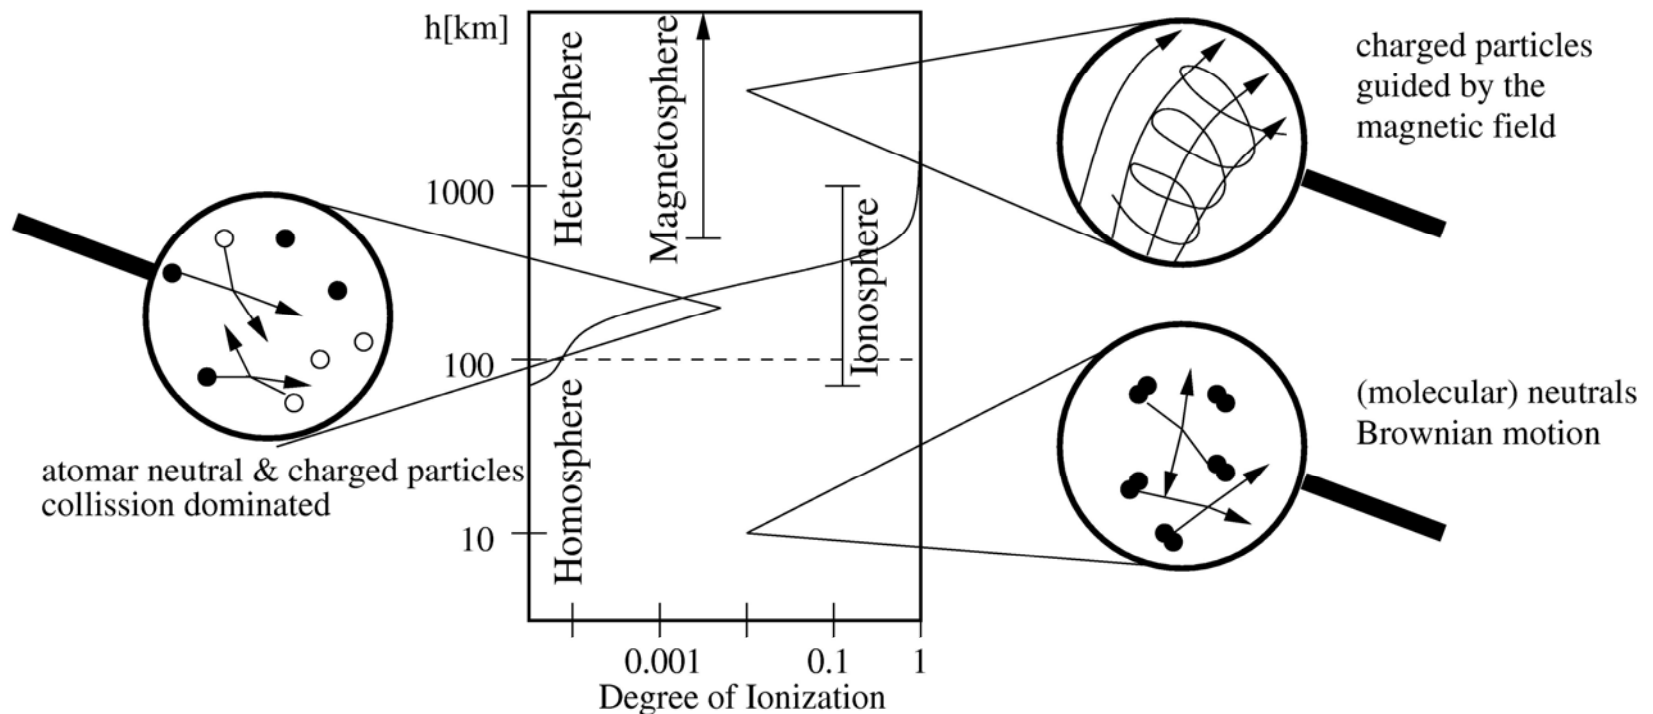 h[km]
Heterosphere
Magnetosphere
charged particles
guided by the
magnetic field
1000
Ionosphere
100
Homosphere
(molecular) neutrals
Brownian motion
atomar neutral & charged particles
collission dominated
10
0.001
0.1
1
Degree of Ionization